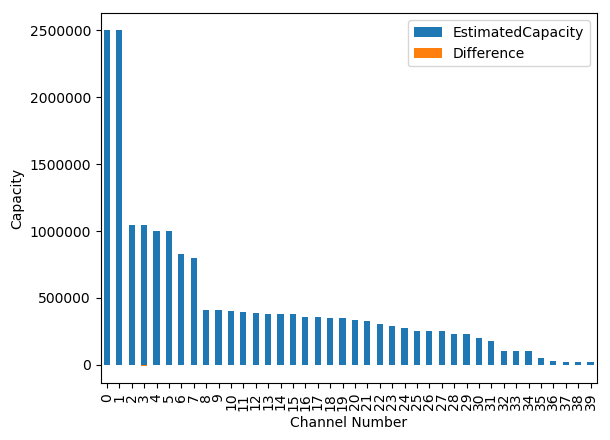 EstimatedCapacity
Difference
2500000
2000000
1500000
1000000
500000
0
Capacity
0 1 2 3 4 5 6 7 8 9 10 11 12 13 14 15 16 17 18 19 20 21 22 23 24 25 26 27 28 29 30 31 32 33 34 35 36 37 38 39
Channel Number